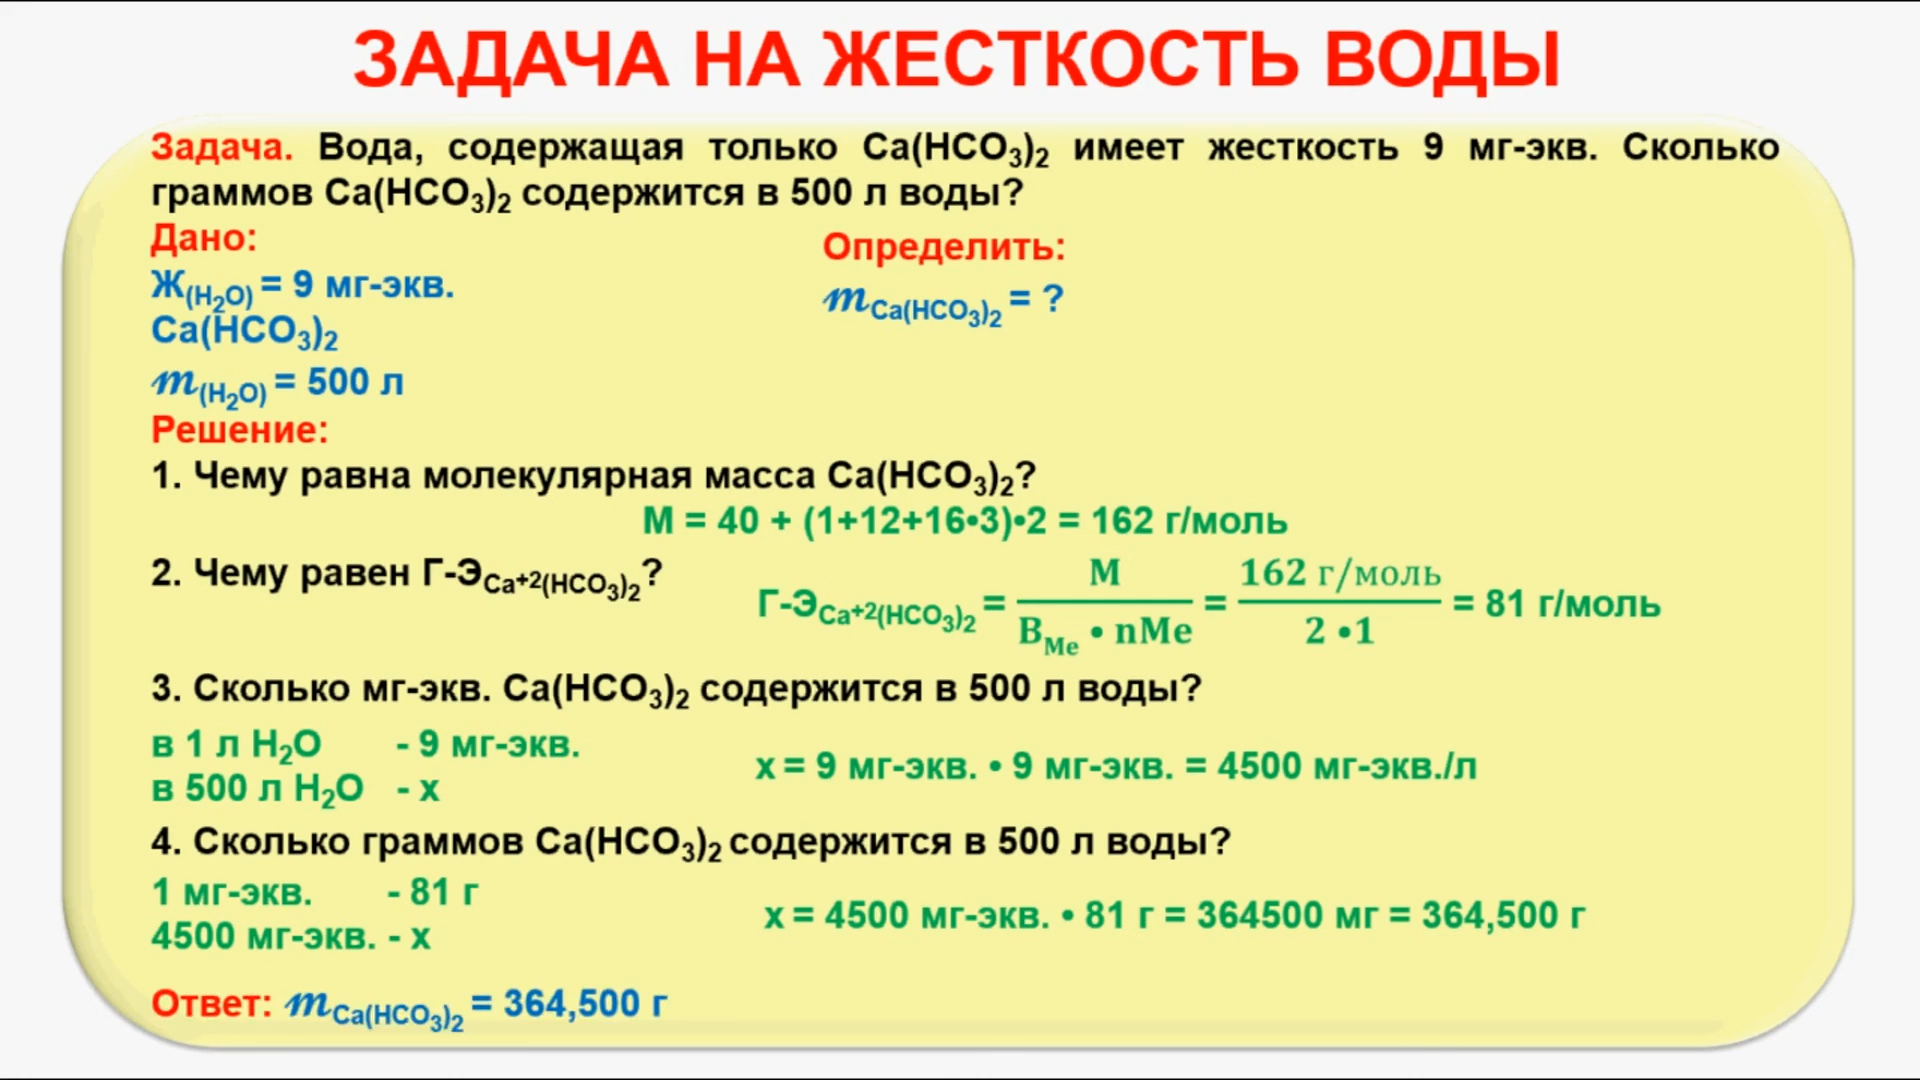 ЗАДАЧА НА ЖЕСТКОСТЬ ВОДЫ
Задача. Вода, содержащая только Ca(HCO₃)₂ имеет жесткость 9 мг-экв. Сколько
граммов Ca(HCO₃)₂ содержится в 500 л воды?
Дано:
Определить:
Ж(H₂O) = 9 мг-экв.
mCa(HCO₃)₂ = ?
Ca(HCO₃)₂
m(H₂O) = 500 л
Решение:
1. Чему равна молекулярная масса Ca(HCO₃)₂?
М = 40 + (1+12+16•3)•2 = 162 г/моль
2. Чему равен Г-ЭCa⁺²(HCO₃)₂?
Г-ЭCa⁺²(HCO₃)₂ = M / (BMe • nMe) = 162 г/моль / (2 •1) = 81 г/моль
3. Сколько мг-экв. Ca(HCO₃)₂ содержится в 500 л воды?
в 1 л H₂O - 9 мг-экв.
в 500 л H₂O - х
х = 9 мг-экв. • 9 мг-экв. = 4500 мг-экв./л
4. Сколько граммов Ca(HCO₃)₂ содержится в 500 л воды?
1 мг-экв. - 81 г
4500 мг-экв. - х
х = 4500 мг-экв. • 81 г = 364500 мг = 364,500 г
Ответ: mCa(HCO₃)₂ = 364,500 г